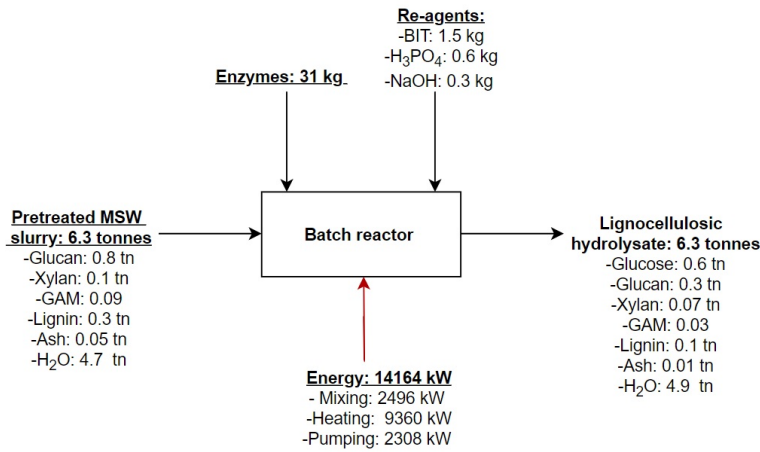 Re-agents:
-BIT: 1.5 kg
-H₃PO₄: 0.6 kg
-NaOH: 0.3 kg
Enzymes: 31 kg
Pretreated MSW
slurry: 6.3 tonnes
-Glucan: 0.8 tn
-Xylan: 0.1 tn
-GAM: 0.09
-Lignin: 0.3 tn
-Ash: 0.05 tn
-H₂O: 4.7 tn
Batch reactor
Lignocellulosic
hydrolysate: 6.3 tonnes
-Glucose: 0.6 tn
-Glucan: 0.3 tn
-Xylan: 0.07 tn
-GAM: 0.03
-Lignin: 0.1 tn
-Ash: 0.01 tn
-H₂O: 4.9 tn
Energy: 14164 kW
- Mixing: 2496 kW
-Heating: 9360 kW
-Pumping: 2308 kW